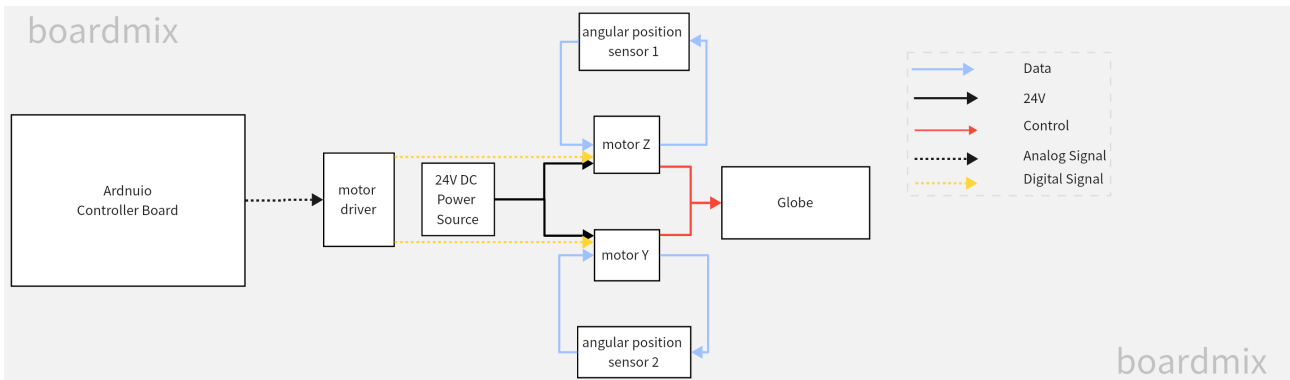 boardmix
angular position
sensor 1
Data
24V
Control
Analog Signal
Digital Signal
motor Z
Ardnuio
Controller Board
motor
driver
24V DC
Power
Source
Globe
motor Y
angular position
sensor 2
boardmix